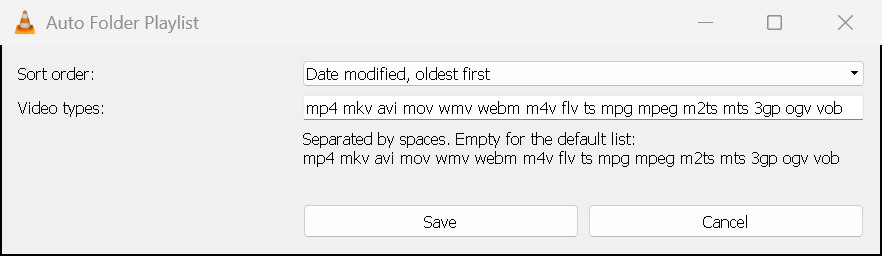 Auto Folder Playlist
Sort order:
Date modified, oldest first
Video types:
mp4 mkv avi mov wmv webm m4v flv ts mpg mpeg m2ts mts 3gp ogv vob
Separated by spaces. Empty for the default list:
mp4 mkv avi mov wmv webm m4v flv ts mpg mpeg m2ts mts 3gp ogv vob
Save
Cancel